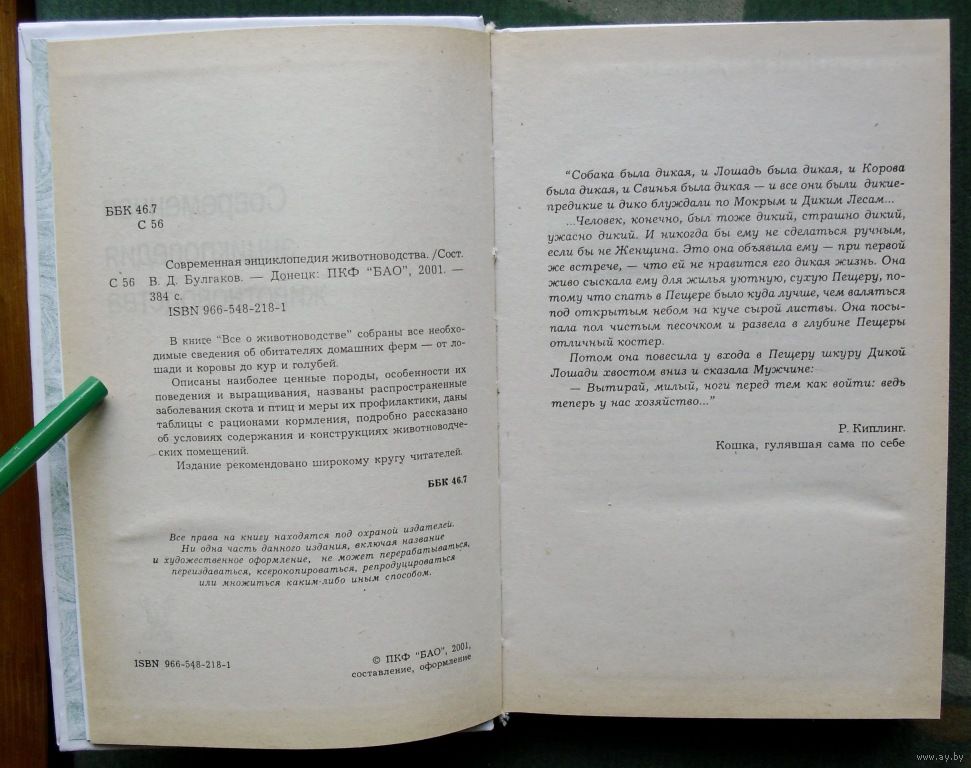 ББК 46.7
С 56
Современная энциклопедия животноводства. /Сост.
С 56 В. Д. Булгаков. — Донецк: ПКФ "БАО", 2001. —
384 с.
ISBN 966-548-218-1
В книге "Все о животноводстве" собраны все необхо-
димые сведения об обитателях домашних ферм — от ло-
шади и коровы до кур и голубей.
Описаны наиболее ценные породы, особенности их
поведения и выращивания, названы распространенные
заболевания скота и птиц и меры их профилактики, даны
таблицы с рационами кормления, подробно рассказано
об условиях содержания и конструкциях животноводче-
ских помещений.
Издание рекомендовано широкому кругу читателей.
ББК 46.7
Все права на книгу находятся под охраной издателей.
Ни одна часть данного издания, включая название
и художественное оформление, не может перерабатываться,
переиздаваться, ксерокопироваться, репродуцироваться
или множиться каким-либо иным способом.
ISBN 966-548-218-1
© ПКФ "БАО", 2001,
составление, оформление
"Собака была дикая, и Лошадь была дикая, и Корова
была дикая, и Свинья была дикая — и все они были дикие-
предикие и дико блуждали по Мокрым и Диким Лесам...
...Человек, конечно, был тоже дикий, страшно дикий,
ужасно дикий. И никогда бы ему не сделаться ручным,
если бы не Женщина. Это она объявила ему — при первой
же встрече, — что ей не нравится его дикая жизнь. Она
живо сыскала ему для жилья уютную, сухую Пещеру, по-
тому что спать в Пещере было куда лучше, чем валяться
под открытым небом на куче сырой листвы. Она посы-
пала пол чистым песочком и развела в глубине Пещеры
отличный костер.
Потом она повесила у входа в Пещеру шкуру Дикой
Лошади хвостом вниз и сказала Мужчине:
— Вытирай, милый, ноги перед тем как войти: ведь
теперь у нас хозяйство..."
Р. Киплинг.
Кошка, гулявшая сама по себе
www.ay.by